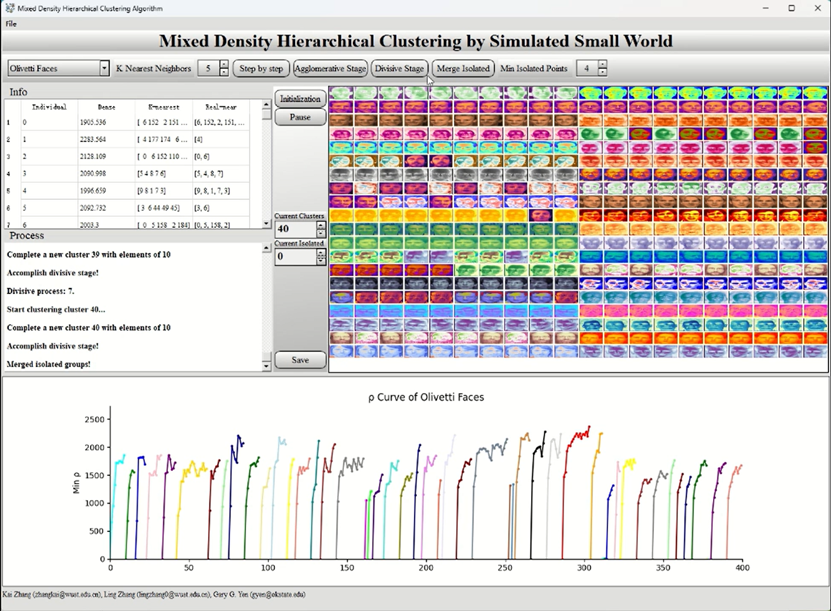 Mixed Density Hierarchical Clustering Algorithm
File
Mixed Density Hierarchical Clustering by Simulated Small World
Olivetti Faces K Nearest Neighbors 5 Step by step Agglomerative Stage Divisive Stage Merge Isolated Min Isolated Points 4
Info
Individual Dense K-nearest Real-near
1 0 1905.536 [ 6 152 2 151 ... [6, 152, 2, 151, ...
2 1 2283.564 [ 4 177 174 6 ... [4]
3 2 2128.109 [ 0 6 152 110 ... [0, 6]
4 3 2090.998 [5 4 8 7 6] [5, 4, 8, 7]
5 4 1996.659 [9 8 1 7 3] [9, 8, 1, 7, 3]
6 5 2092.732 [ 3 6 44 49 45] [3, 6]
7 6 2003.3 [ 0 5 158 2 184] [0, 5, 158, 2]
Initialization
Pause
Current Clusters
40
Current Isolated
0
Save
Process
Complete a new cluster 39 with elements of 10
Accomplish divisive stage!
Divisive process: 7.
Start clustering cluster 40...
Complete a new cluster 40 with elements of 10
Accomplish divisive stage!
Merged isolated groups!
ρ Curve of Olivetti Faces
Min ρ
2500
2000
1500
1000
500
0
0 50 100 150 200 250 300 350 400
Kai Zhang (zhangkai@wust.edu.cn), Ling Zhang (lingzhang0@wust.edu.cn), Gary G. Yen (gyen@okstate.edu)